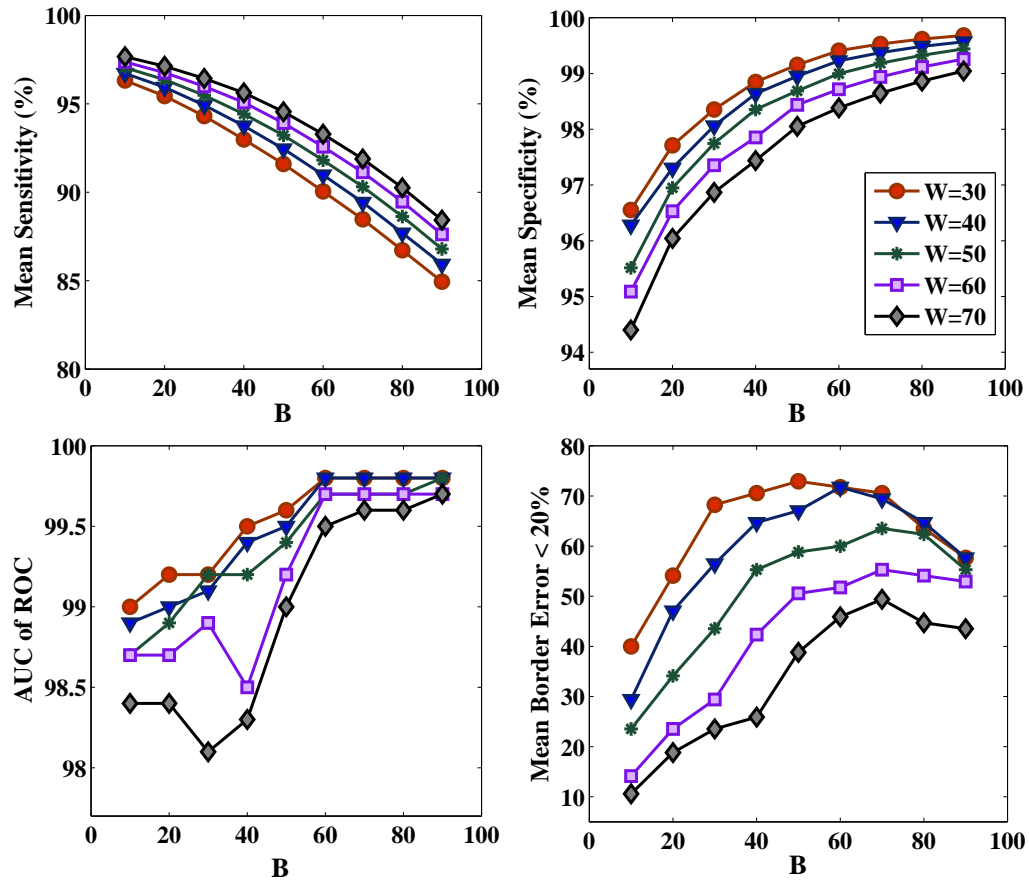 100
95
90
85
80
Mean Sensitivity (%)
0 20 40 60 80 100
B
100
99
98
97
96
95
94
Mean Specificity (%)
0 20 40 60 80 100
B
W=30
W=40
W=50
W=60
W=70
100
99.5
99
98.5
98
AUC of ROC
0 20 40 60 80 100
B
80
70
60
50
40
30
20
10
Mean Border Error < 20%
0 20 40 60 80 100
B